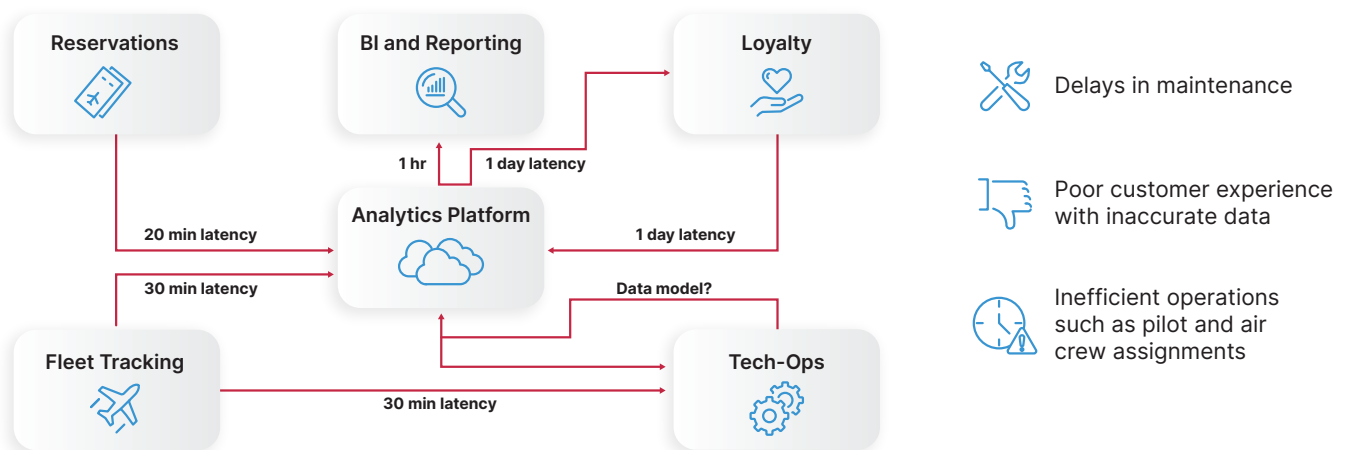 Reservations
BI and Reporting
Loyalty
Delays in maintenance
1 hr
1 day latency
Poor customer experience
with inaccurate data
Analytics Platform
20 min latency
1 day latency
30 min latency
Data model?
Inefficient operations
such as pilot and air
crew assignments
Fleet Tracking
Tech-Ops
30 min latency